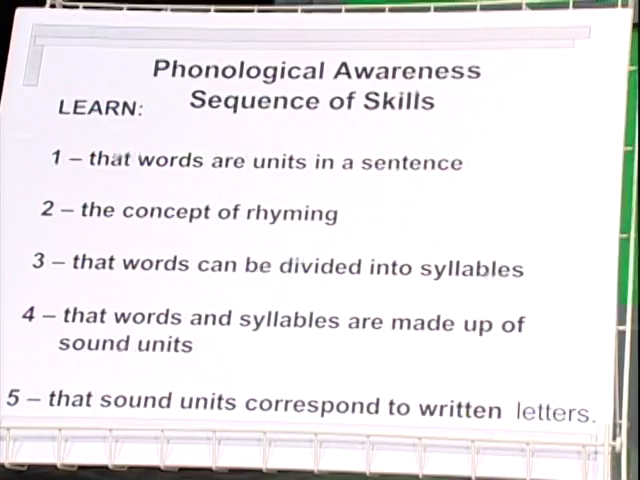 Phonological Awareness
LEARN: Sequence of Skills
1 – that words are units in a sentence
2 – the concept of rhyming
3 – that words can be divided into syllables
4 – that words and syllables are made up of
sound units
5 – that sound units correspond to written letters.